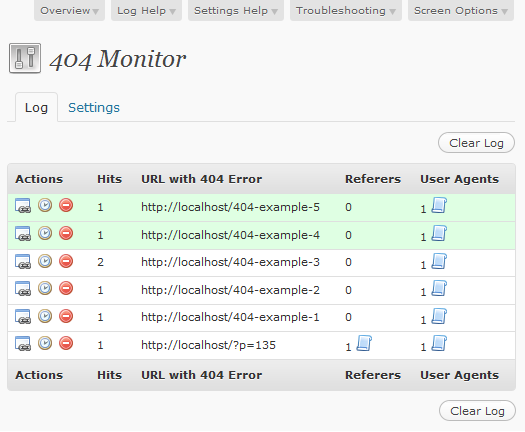 Overview Log Help Settings Help Troubleshooting Screen Options
404 Monitor
Log Settings
Clear Log
Actions Hits URL with 404 Error Referers User Agents
1 http://localhost/404-example-5 0 1
1 http://localhost/404-example-4 0 1
2 http://localhost/404-example-3 0 1
1 http://localhost/404-example-2 0 1
1 http://localhost/404-example-1 0 1
1 http://localhost/?p=135 1 1
Actions Hits URL with 404 Error Referers User Agents
Clear Log